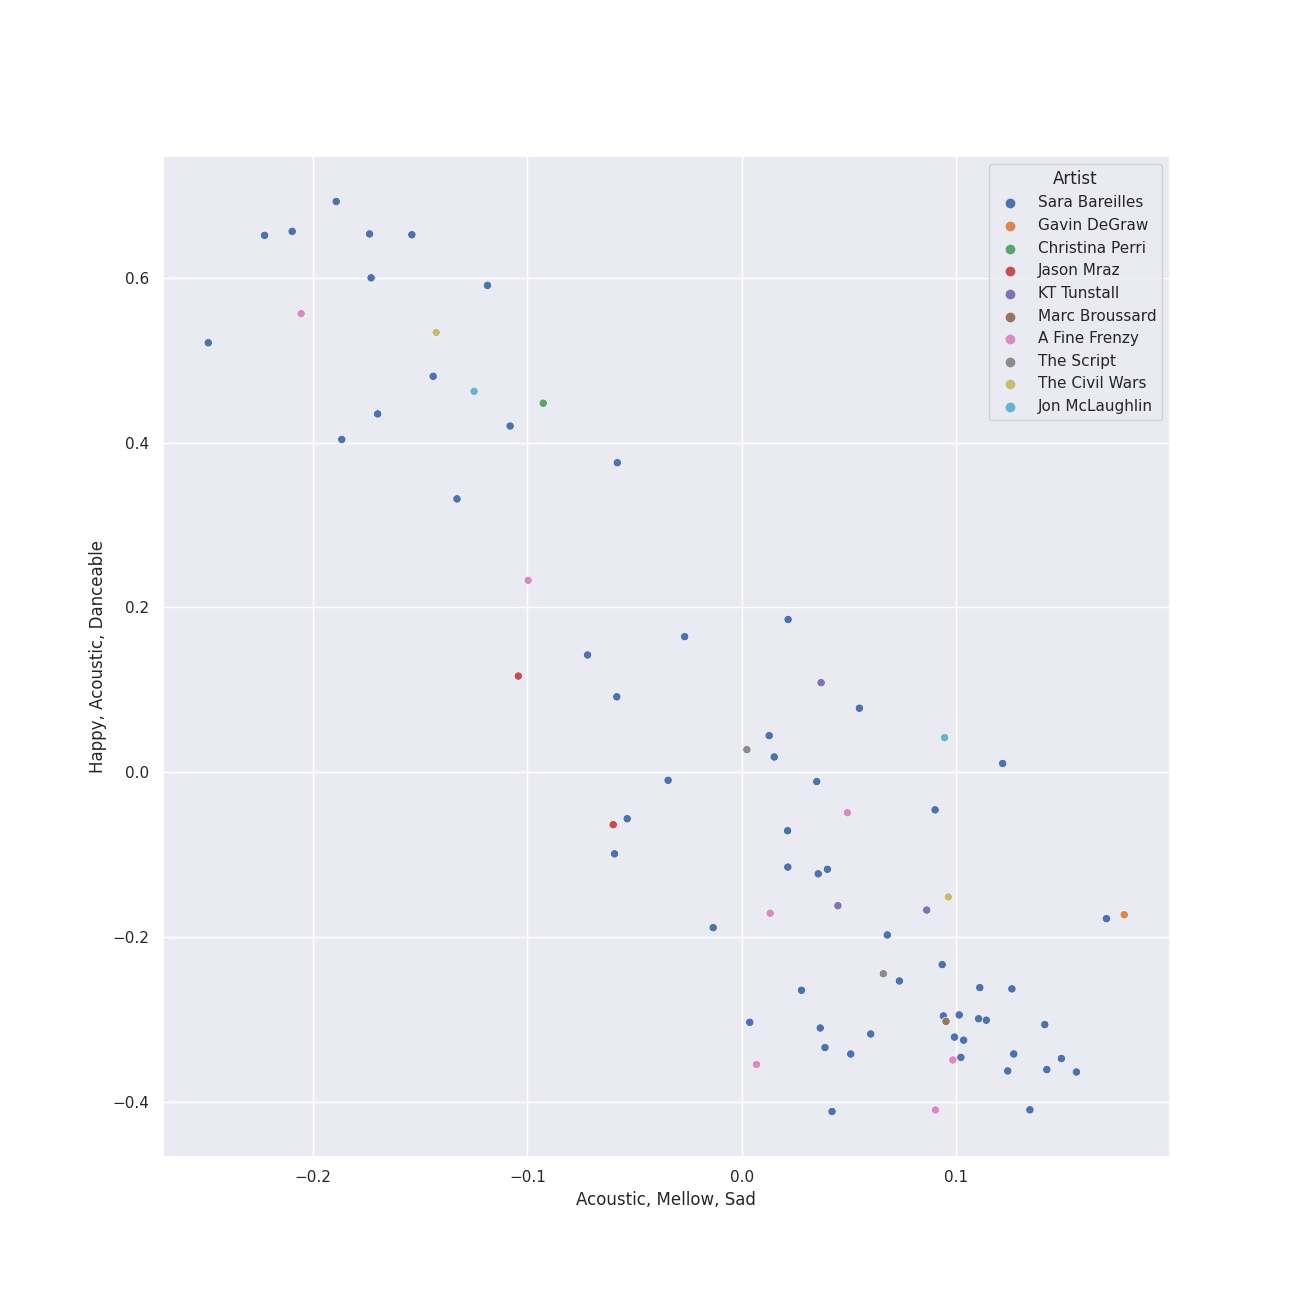 Artist
Sara Bareilles
Gavin DeGraw
Christina Perri
Jason Mraz
KT Tunstall
Marc Broussard
A Fine Frenzy
The Script
The Civil Wars
Jon McLaughlin
Happy, Acoustic, Danceable
0.6
0.4
0.2
0.0
−0.2
−0.4
−0.2 −0.1 0.0 0.1
Acoustic, Mellow, Sad